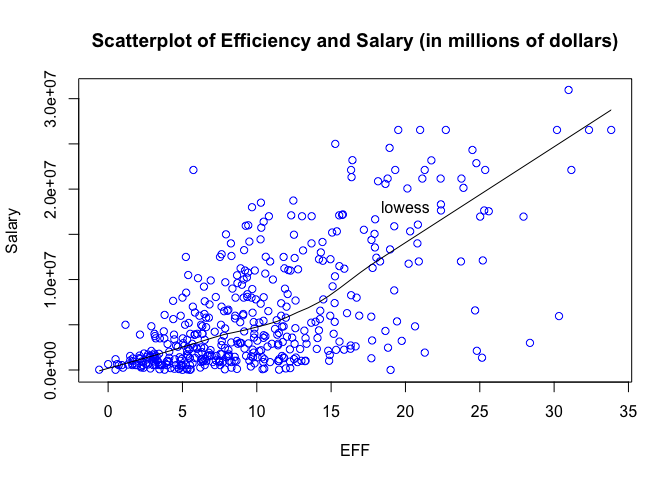 Scatterplot of Efficiency and Salary (in millions of dollars)
3.0e+07
2.0e+07
1.0e+07
0.0e+00
Salary
lowess
0 5 10 15 20 25 30 35
EFF